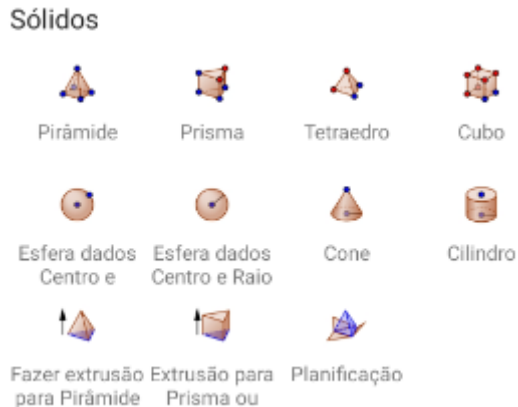 Sólidos
Pirâmide
Prisma
Tetraedro
Cubo
Esfera dados
Centro e
Esfera dados
Centro e Raio
Cone
Cilindro
Fazer extrusão
para Pirâmide
Extrusão para
Prisma ou
Planificação